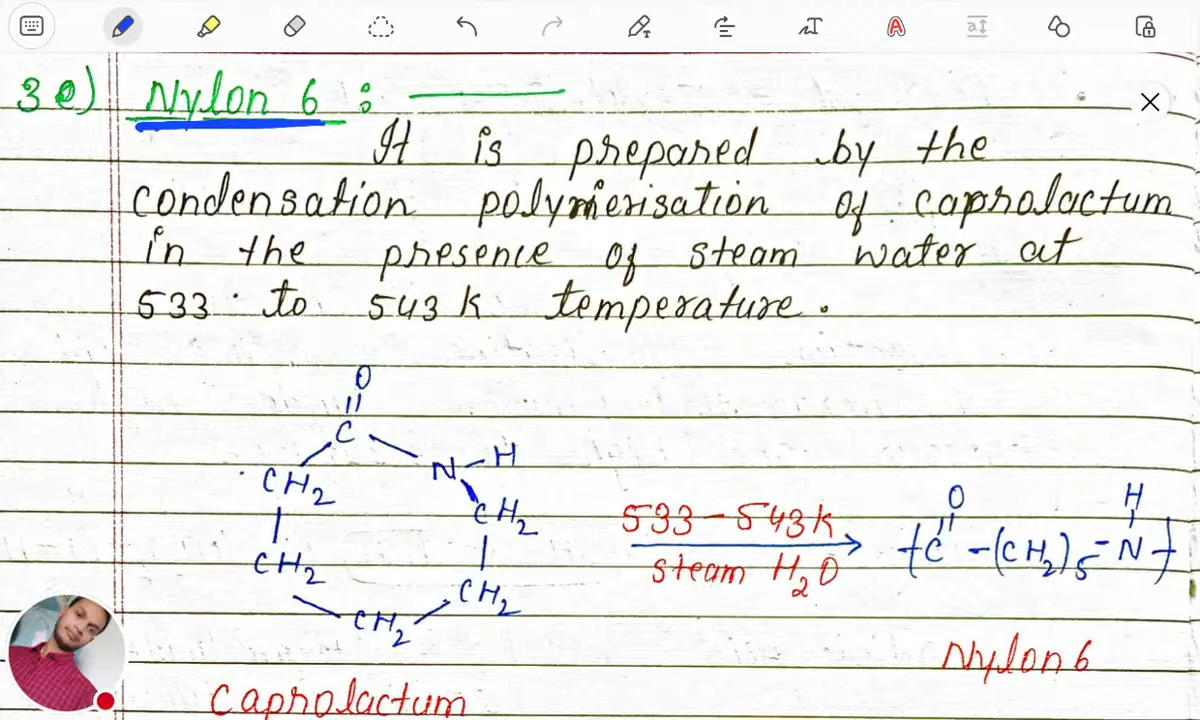 3e) Nylon 6 :
It is prepared by the
condensation polymerisation of caprolactum
in the presence of steam water at
533 to 543 K temperature.
O
||
C
N - H
CH2
CH2
CH2
CH2
CH2
533 - 543 K
steam H2O
O H
|| |
( C - (CH2)5 - N )
Nylon 6
Caprolactum